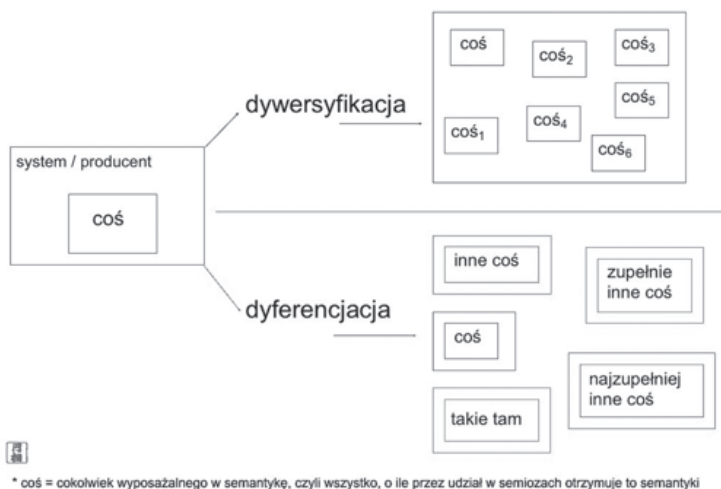 coś
coś₂
coś₃
dywersyfikacja
coś₅
coś₁
coś₄
coś₆
system / producent
coś
inne coś
zupełnie
inne coś
dyferencjacja
coś
takie tam
najzupełniej
inne coś
* coś = cokolwiek wyposażalnego w semantykę, czyli wszystko, o ile przez udział w semiozach otrzymuje to semantyki